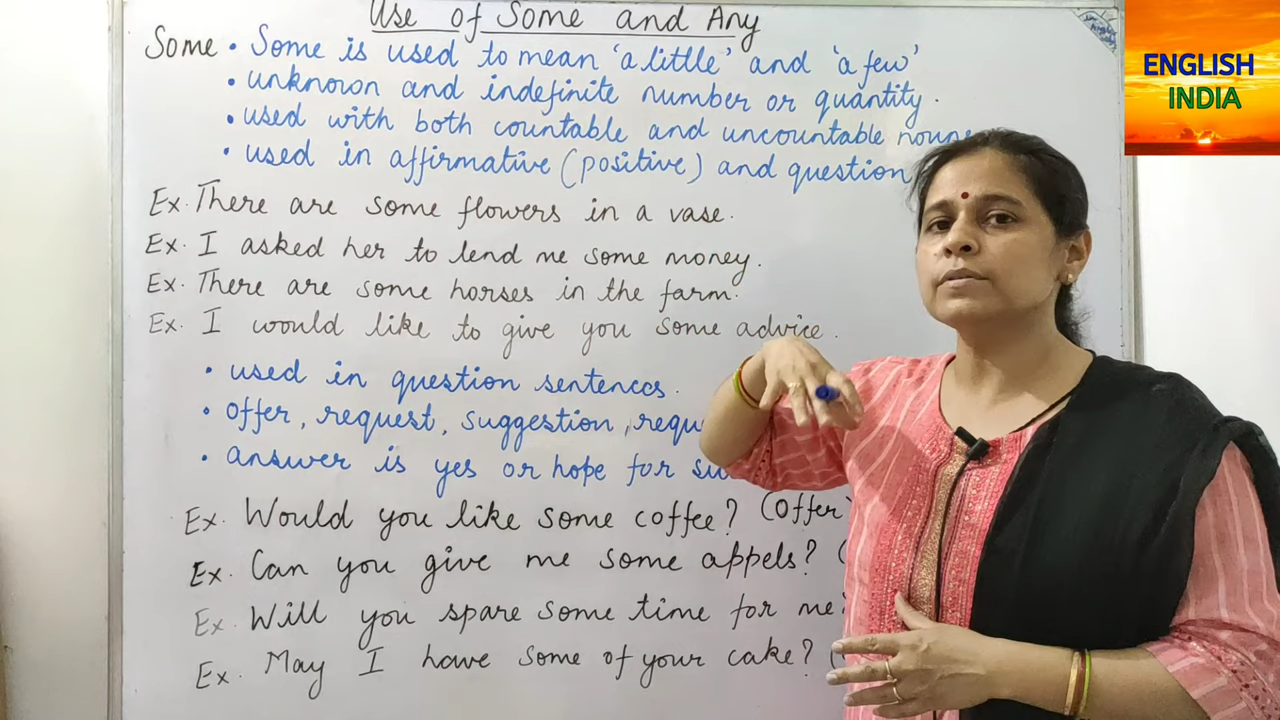 Use of Some and Any
Some • Some is used to mean 'a little' and 'a few'
• unknown and indefinite number or quantity.
• used with both countable and uncountable nouns
• used in affirmative (positive) and question
Ex. There are some flowers in a vase.
Ex. I asked her to lend me some money.
Ex. There are some horses in the farm.
Ex. I would like to give you some advice.
• used in question sentences.
• offer, request, suggestion,
• answer is yes or hope for
Ex. Would you like some coffee? (Offer
Ex. Can you give me some appels? (
Ex. Will you spare some time for me?
Ex. May I have some of your cake? (
ENGLISH
INDIA